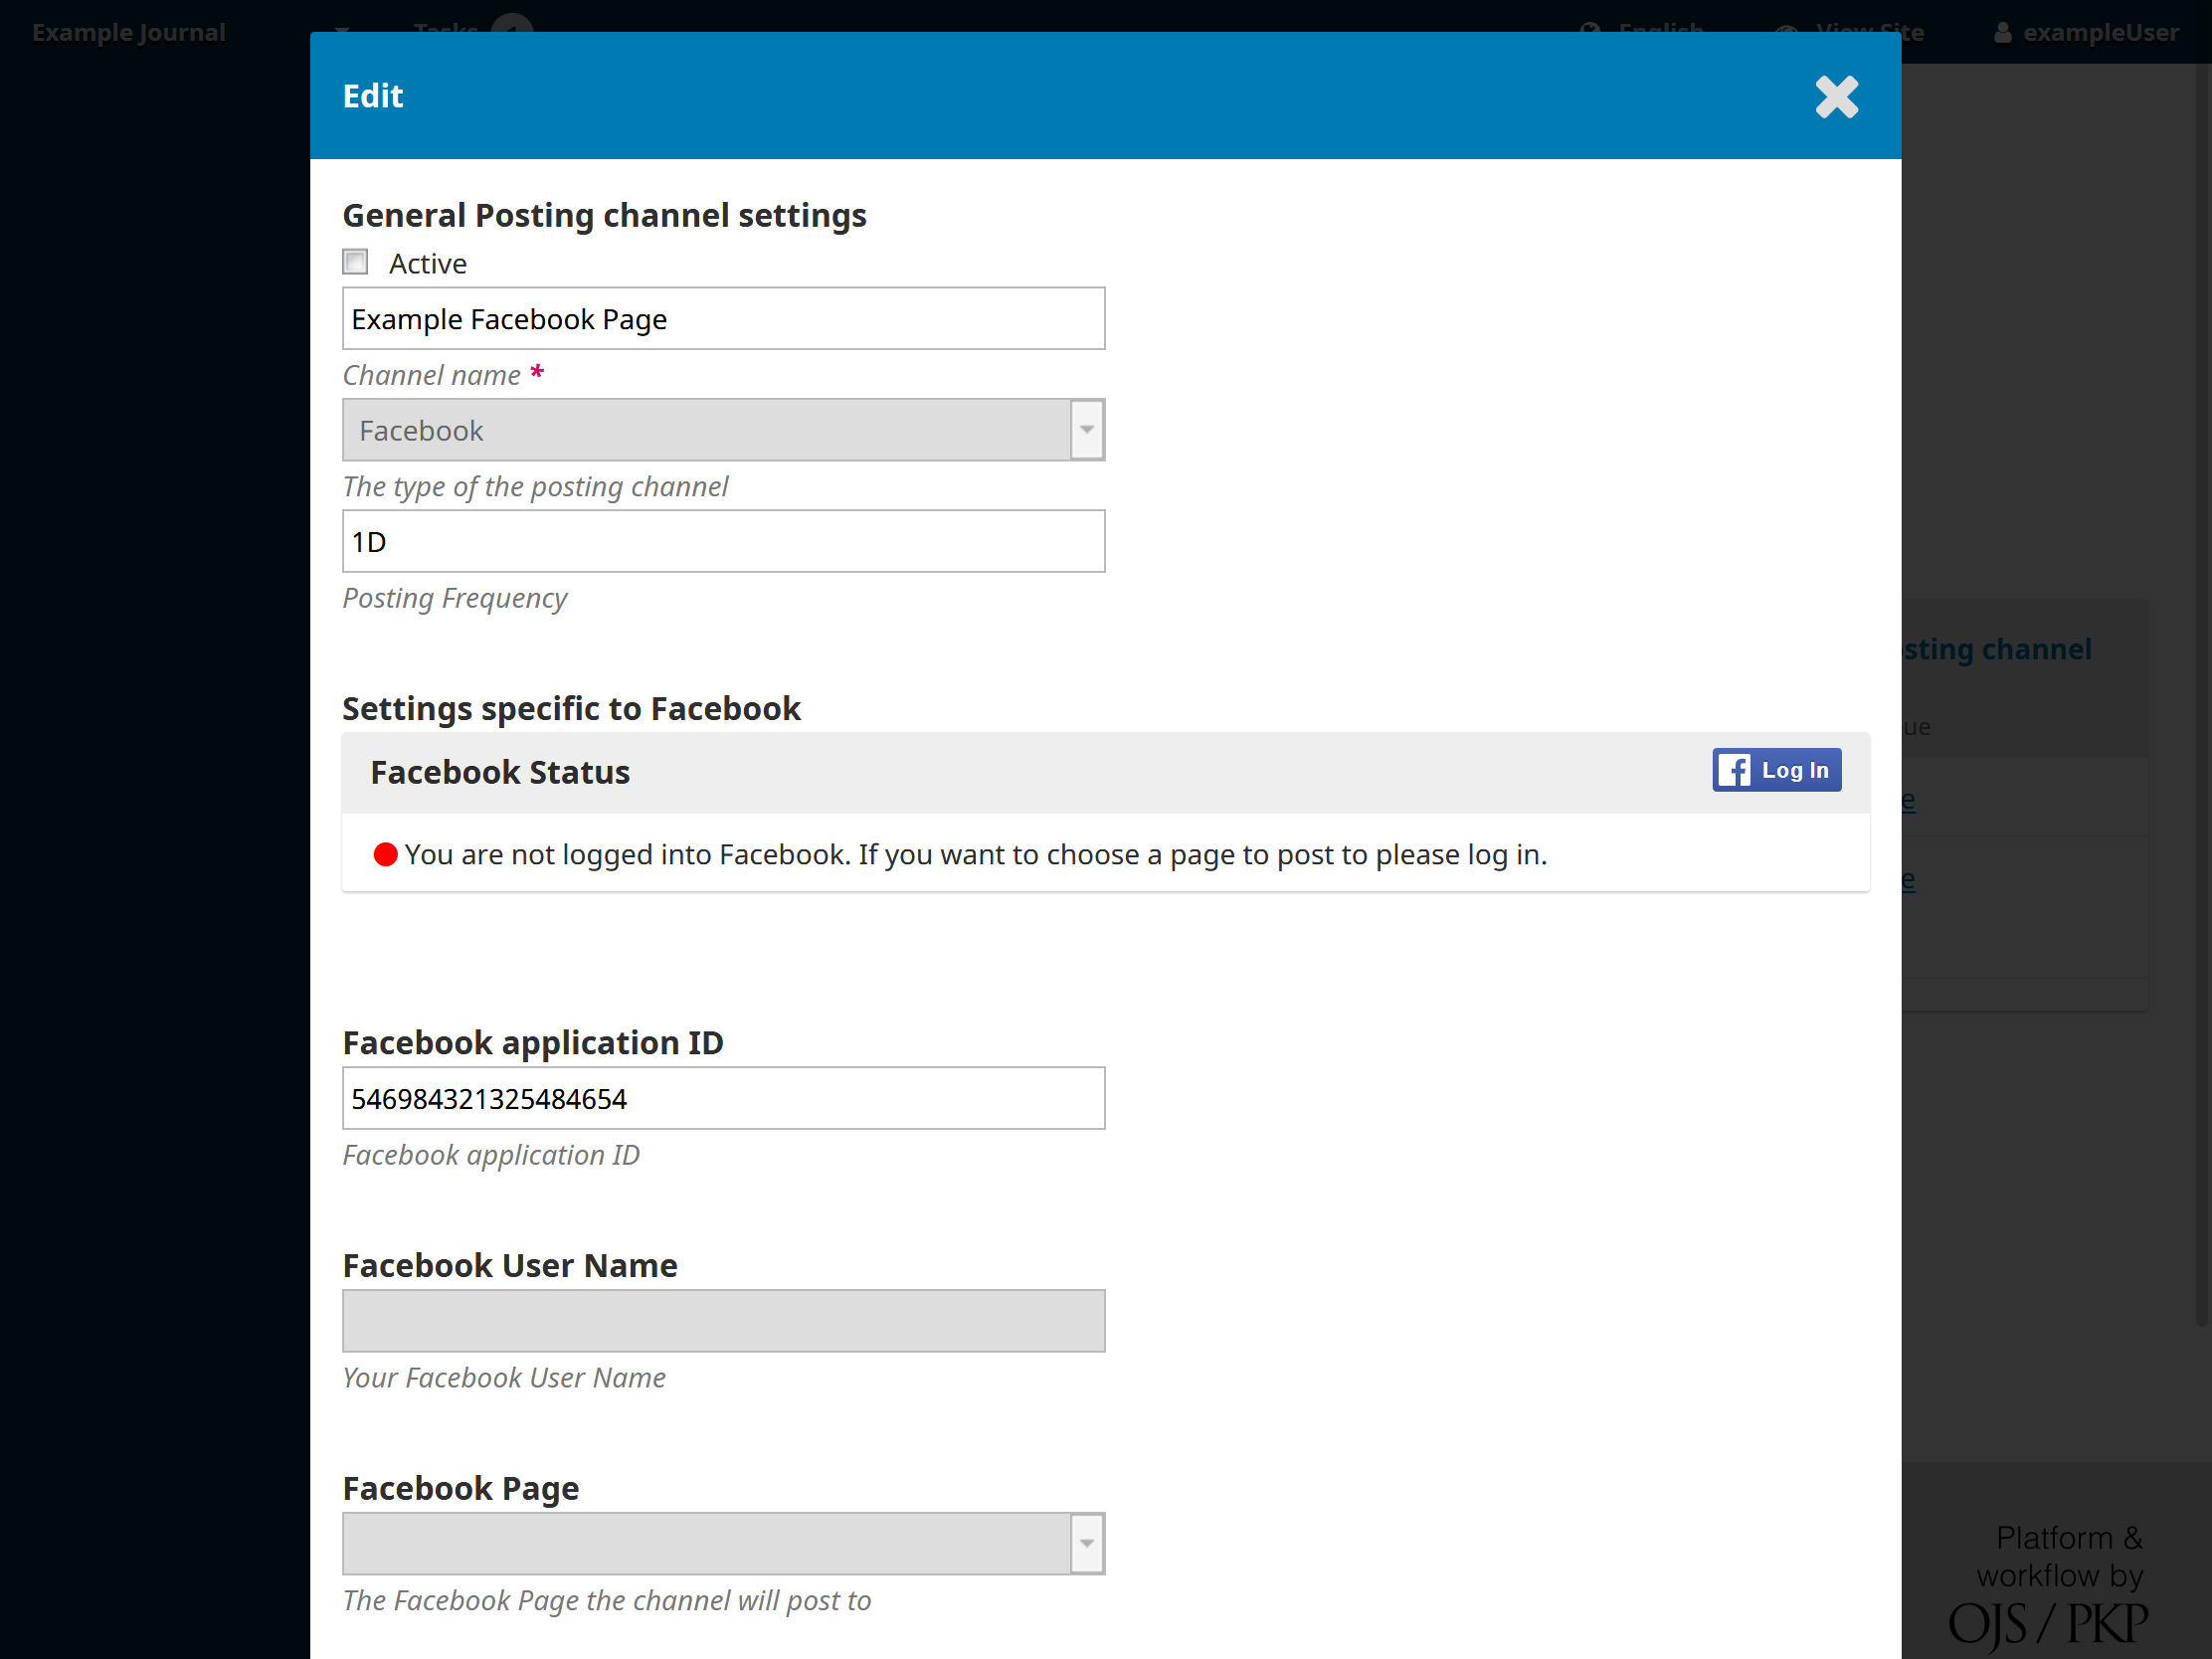 Example Journal
Tasks
English
View Site
exampleUser
Edit
General Posting channel settings
Active
Example Facebook Page
Channel name *
Facebook
The type of the posting channel
1D
Posting Frequency
Settings specific to Facebook
Facebook Status
Log In
You are not logged into Facebook. If you want to choose a page to post to please log in.
Facebook application ID
546984321325484654
Facebook application ID
Facebook User Name
Your Facebook User Name
Facebook Page
The Facebook Page the channel will post to
sting channel
ue
e
e
Platform &
workflow by
OJS / PKP